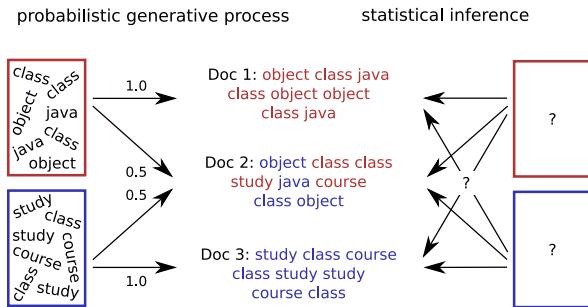 probabilistic generative process
statistical inference
class
class
object
java
class
java
object
1.0
0.5
0.5
1.0
study
class
study
course
course
class
study
Doc 1: object class java
class object object
class java
Doc 2: object class class
study java course
class object
Doc 3: study class course
class study study
course class
?
?
?